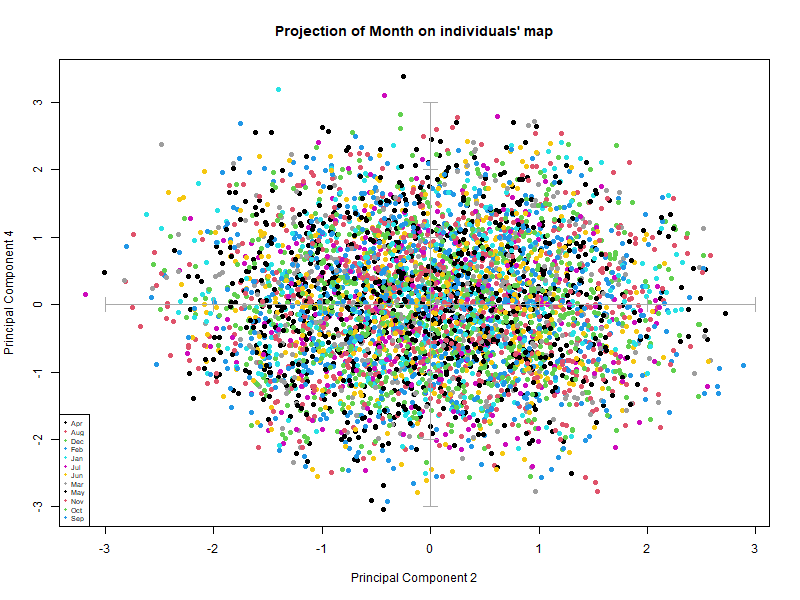 Projection of Month on individuals' map
Principal Component 4
3
2
1
0
-1
-2
-3
Apr
Aug
Dec
Feb
Jan
Jul
Jun
Mar
May
Nov
Oct
Sep
-3 -2 -1 0 1 2 3
Principal Component 2